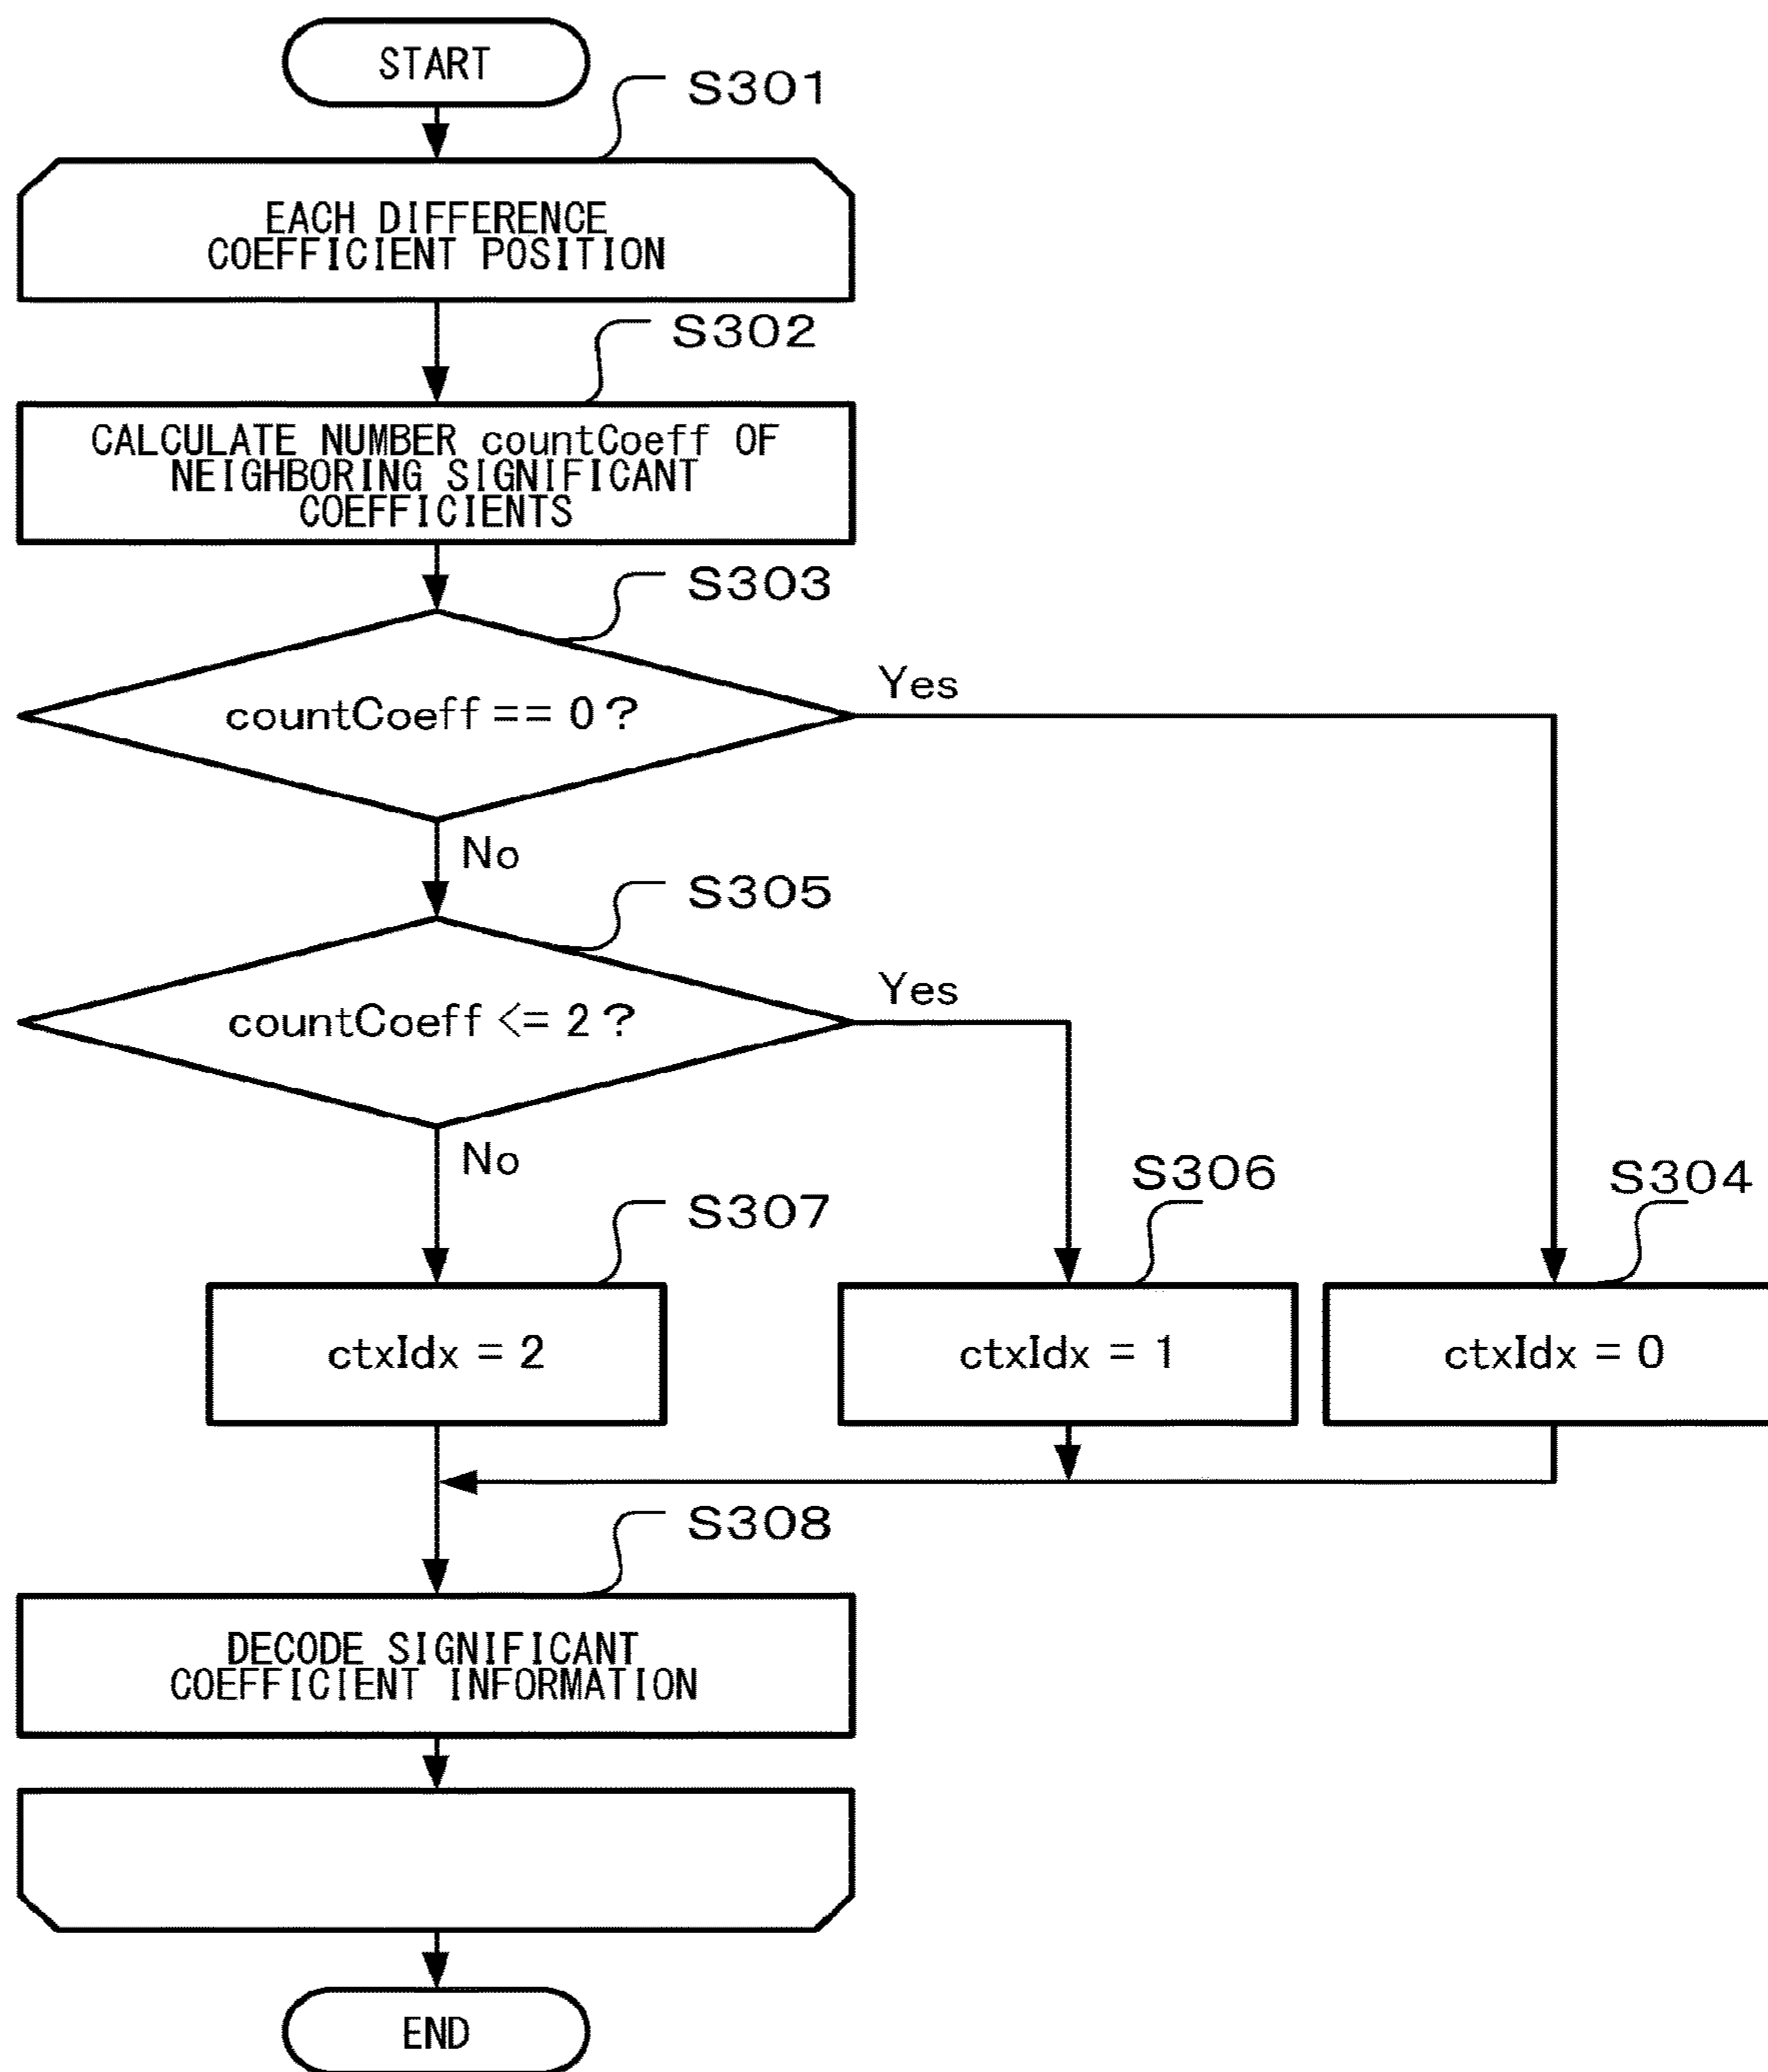 START
S301
EACH DIFFERENCE
COEFFICIENT POSITION
S302
CALCULATE NUMBER countCoeff OF
NEIGHBORING SIGNIFICANT
COEFFICIENTS
S303
countCoeff == 0 ?
Yes
No
S305
countCoeff <= 2 ?
Yes
No
S307
S306
S304
ctxIdx = 2
ctxIdx = 1
ctxIdx = 0
S308
DECODE SIGNIFICANT
COEFFICIENT INFORMATION
END